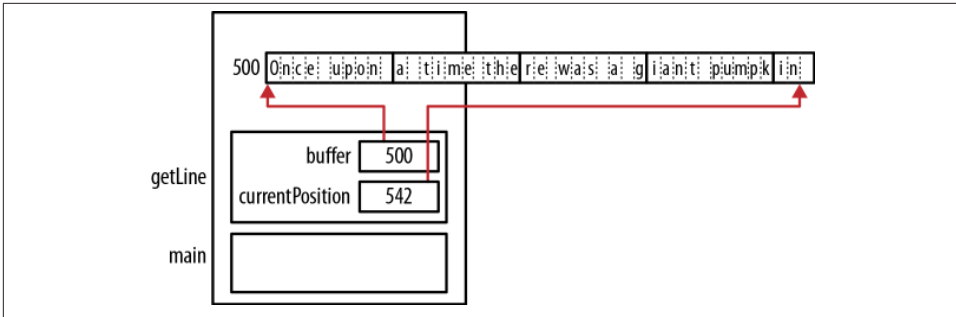 500 Once upon a time there was a giant pumpkin
buffer 500
getLine
currentPosition 542
main